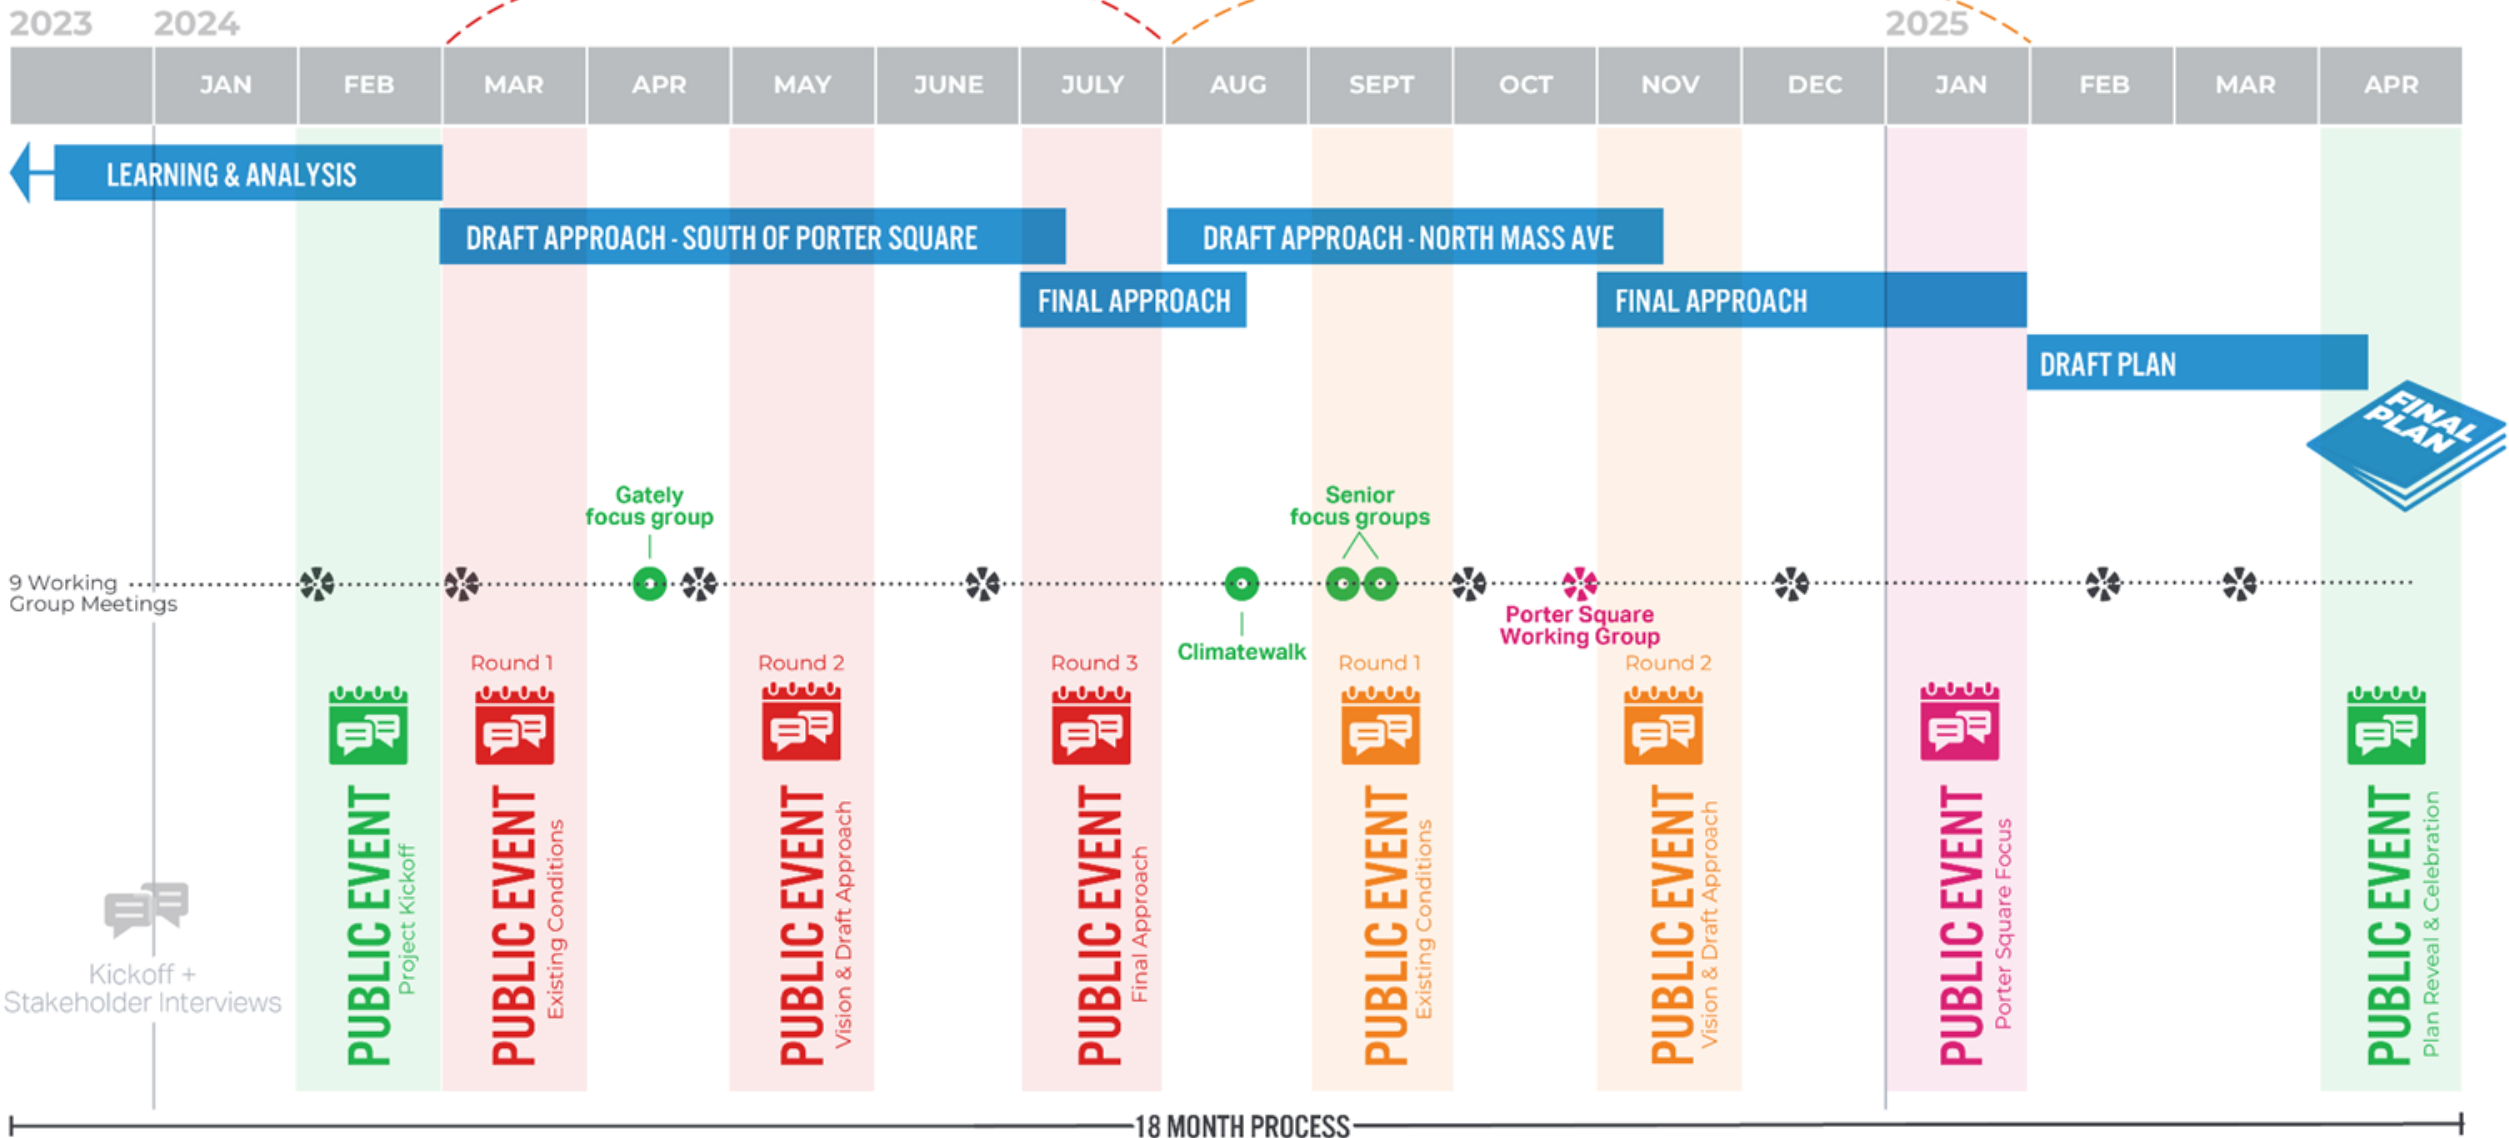 2023
2024
2025
JAN
FEB
MAR
APR
MAY
JUNE
JULY
AUG
SEPT
OCT
NOV
DEC
JAN
FEB
MAR
APR
LEARNING & ANALYSIS
DRAFT APPROACH - SOUTH OF PORTER SQUARE
DRAFT APPROACH - NORTH MASS AVE
FINAL APPROACH
FINAL APPROACH
DRAFT PLAN
FINAL
PLAN
Gately
focus group
Senior
focus groups
9 Working
Group Meetings
Porter Square
Working Group
Climatewalk
Round 1
Round 2
Round 3
Round 1
Round 2
Kickoff +
Stakeholder Interviews
PUBLIC EVENT
Project Kickoff
PUBLIC EVENT
Existing Conditions
PUBLIC EVENT
Vision & Draft Approach
PUBLIC EVENT
Final Approach
PUBLIC EVENT
Existing Conditions
PUBLIC EVENT
Vision & Draft Approach
PUBLIC EVENT
Porter Square Focus
PUBLIC EVENT
Plan Reveal & Celebration
18 MONTH PROCESS